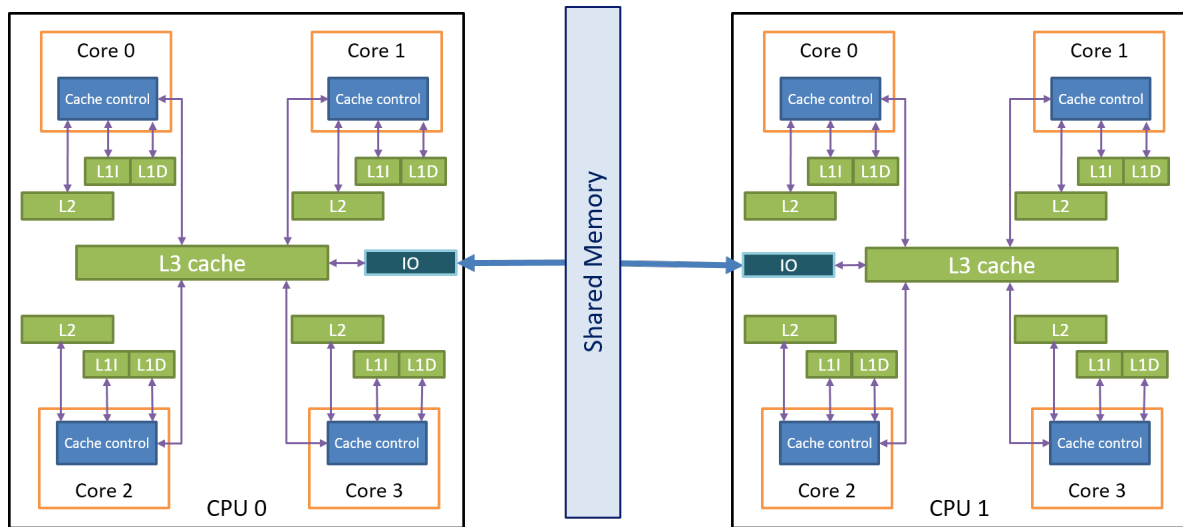 Core 0
Cache control
L1I L1D
L2
Core 1
Cache control
L1I L1D
L2
L3 cache
IO
L2
L1I L1D
Cache control
Core 2
L2
L1I L1D
Cache control
Core 3
CPU 0
Shared Memory
Core 0
Cache control
L1I L1D
L2
Core 1
Cache control
L1I L1D
L2
IO
L3 cache
L2
L1I L1D
Cache control
Core 2
L2
L1I L1D
Cache control
Core 3
CPU 1